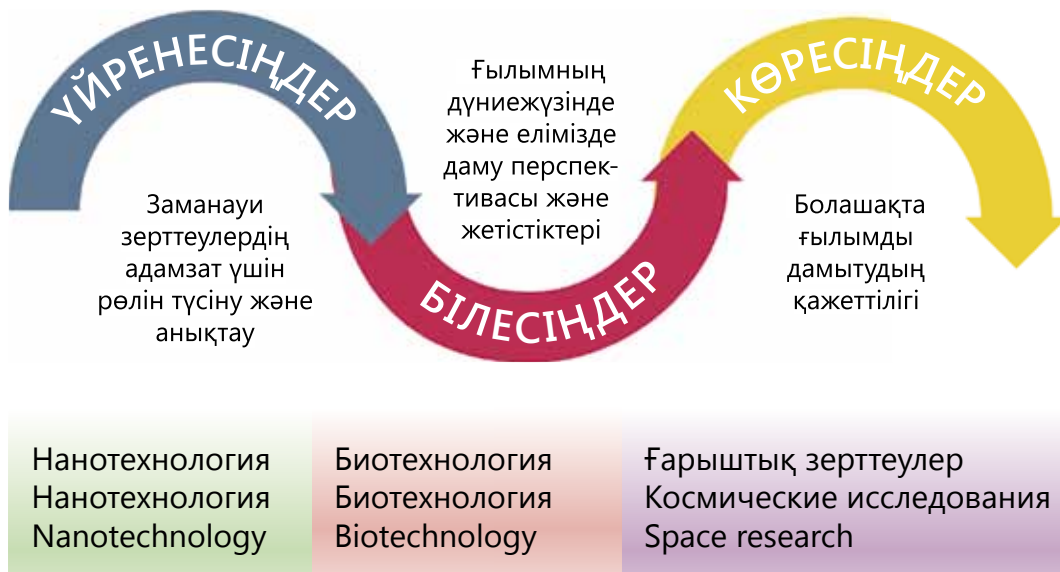 ҮЙРЕНЕСІҢДЕР
Заманауи
зерттеулердің
адамзат үшін
рөлін түсіну және
анықтау
Ғылымның
дүниежүзінде
және елімізде
даму перспек-
тивасы және
жетістіктері
БІЛЕСІҢДЕР
КӨРЕСІҢДЕР
Болашақта
ғылымды
дамытудың
қажеттілігі
Нанотехнология
Нанотехнология
Nanotechnology
Биотехнология
Биотехнология
Biotechnology
Ғарыштық зерттеулер
Космические исследования
Space research